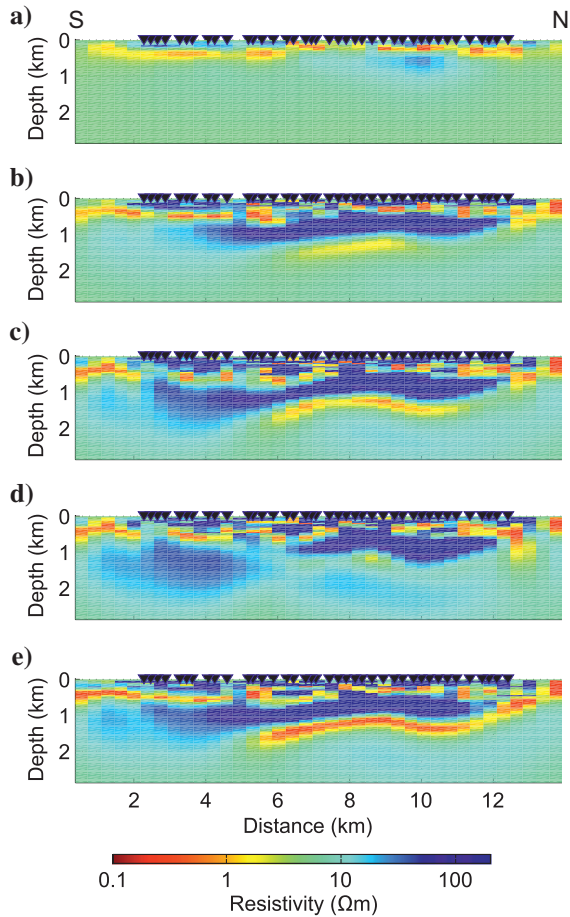 a) S N
0
1
2
Depth (km)
b)
0
1
2
Depth (km)
c)
0
1
2
Depth (km)
d)
0
1
2
Depth (km)
e)
0
1
2
Depth (km)
2 4 6 8 10 12
Distance (km)
0.1 1 10 100
Resistivity (Ωm)